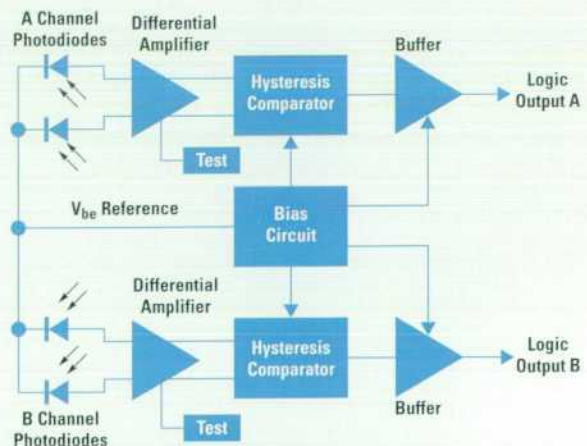 A Channel
Photodiodes
Differential
Amplifier
Hysteresis
Comparator
Buffer
Logic
Output A
Test
V_be Reference
Bias
Circuit
Differential
Amplifier
Hysteresis
Comparator
Logic
Output B
Buffer
Test
B Channel
Photodiodes